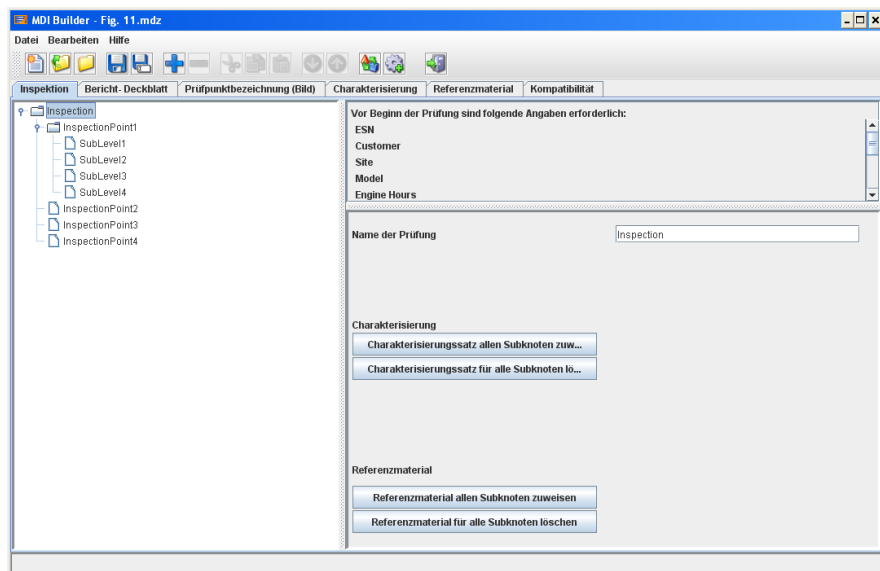 MDI Builder - Fig. 11.mdz
Datei Bearbeiten Hilfe
Inspektion Bericht- Deckblatt Prüfpunktbezeichnung (Bild) Charakterisierung Referenzmaterial Kompatibilität
Inspection
InspectionPoint1
SubLevel1
SubLevel2
SubLevel3
SubLevel4
InspectionPoint2
InspectionPoint3
InspectionPoint4
Vor Beginn der Prüfung sind folgende Angaben erforderlich:
ESN
Customer
Site
Model
Engine Hours
Name der Prüfung Inspection
Charakterisierung
Charakterisierungssatz allen Subknoten zuw...
Charakterisierungssatz für alle Subknoten lö...
Referenzmaterial
Referenzmaterial allen Subknoten zuweisen
Referenzmaterial für alle Subknoten löschen